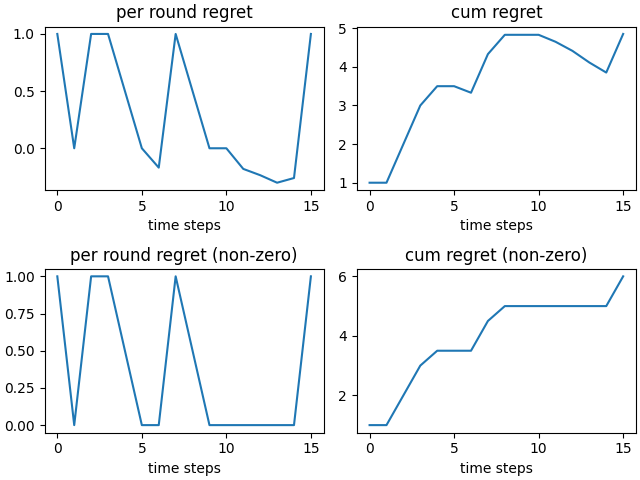 per round regret
1.0
0.5
0.0
0 5 10 15
time steps
cum regret
5
4
3
2
1
0 5 10 15
time steps
per round regret (non-zero)
1.00
0.75
0.50
0.25
0.00
0 5 10 15
time steps
cum regret (non-zero)
6
4
2
0 5 10 15
time steps